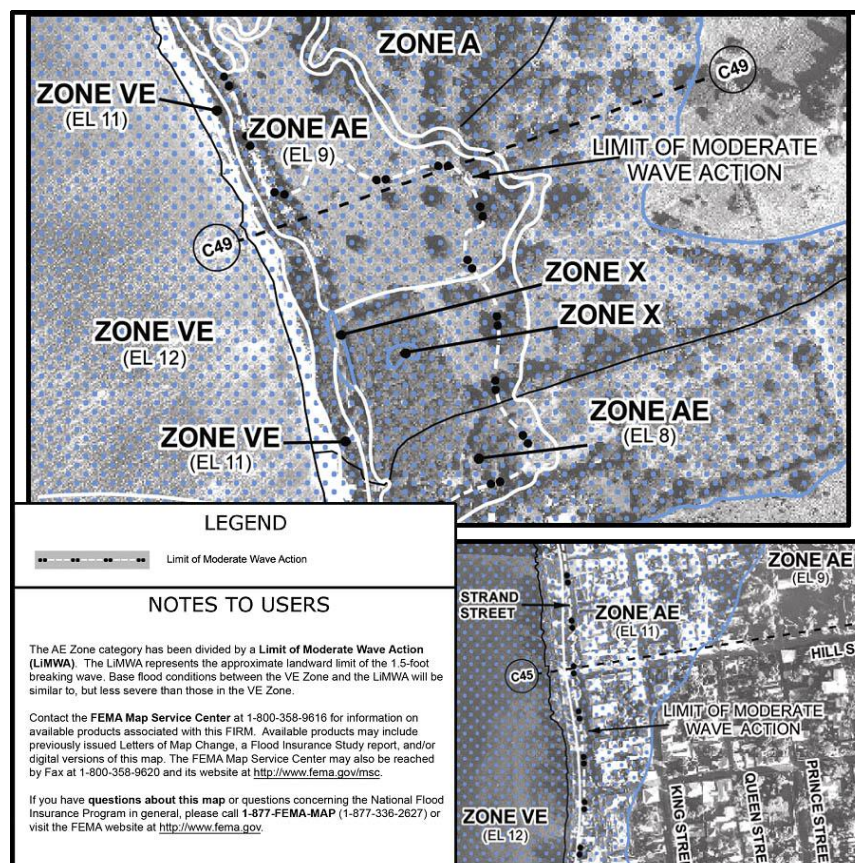 ZONE A
C49
ZONE VE
(EL 11)
ZONE AE
(EL 9)
LIMIT OF MODERATE
WAVE ACTION
C49
ZONE X
ZONE X
ZONE VE
(EL 12)
ZONE AE
(EL 8)
ZONE VE
(EL 11)
LEGEND
Limit of Moderate Wave Action
NOTES TO USERS
The AE Zone category has been divided by a Limit of Moderate Wave Action
(LiMWA). The LiMWA represents the approximate landward limit of the 1.5-foot
breaking wave. Base flood conditions between the VE Zone and the LiMWA will be
similar to, but less severe than those in the VE Zone.
Contact the FEMA Map Service Center at 1-800-358-9616 for information on
available products associated with this FIRM. Available products may include
previously issued Letters of Map Change, a Flood Insurance Study report, and/or
digital versions of this map. The FEMA Map Service Center may also be reached
by Fax at 1-800-358-9620 and its website at http://www.fema.gov/msc.
If you have questions about this map or questions concerning the National Flood
Insurance Program in general, please call 1-877-FEMA-MAP (1-877-336-2627) or
visit the FEMA website at http://www.fema.gov.
ZONE AE
(EL 9)
STRAND
STREET
ZONE AE
(EL 11)
HILL S
C45
LIMIT OF MODERATE
WAVE ACTION
ZONE VE
(EL 12)
KING STRE
QUEEN STRE
PRINCE STREE